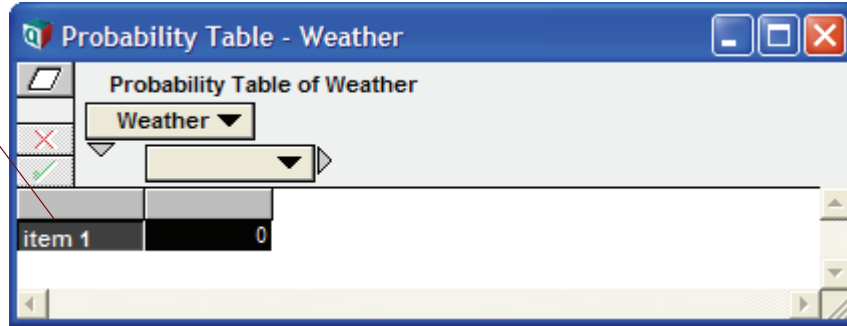 Probability Table - Weather
Probability Table of Weather
Weather
item 1 0